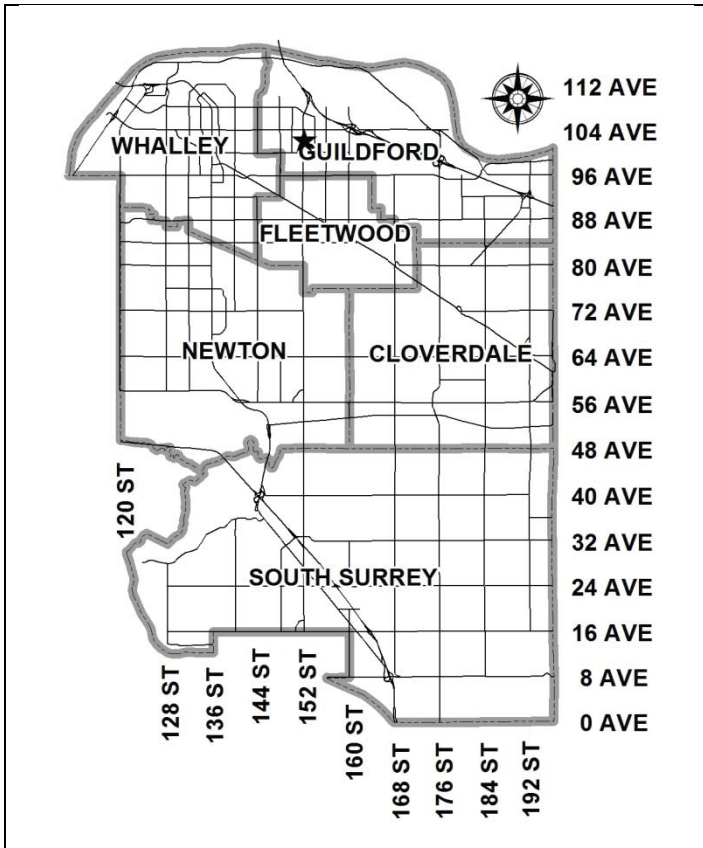 112 AVE
104 AVE
WHALLEY
GUILDFORD
96 AVE
88 AVE
FLEETWOOD
80 AVE
72 AVE
NEWTON
CLOVERDALE
64 AVE
56 AVE
48 AVE
120 ST
40 AVE
32 AVE
SOUTH SURREY
24 AVE
16 AVE
128 ST
136 ST
144 ST
152 ST
160 ST
8 AVE
0 AVE
168 ST
176 ST
184 ST
192 ST